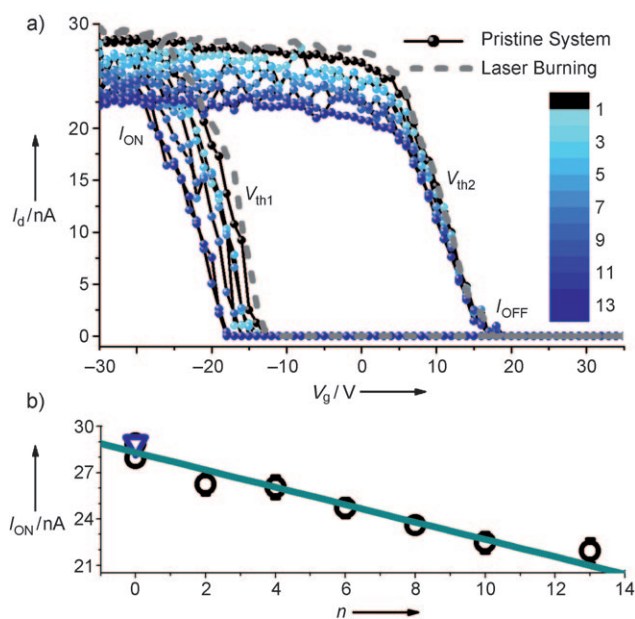 a)
30
25
20
15
10
5
0
I_d/nA
Pristine System
Laser Burning
I_ON
V_th1
V_th2
I_OFF
1
3
5
7
9
11
13
−30
−20
−10
0
10
20
30
V_g/V
b)
30
27
24
21
I_ON/nA
0
2
4
6
8
10
12
14
n